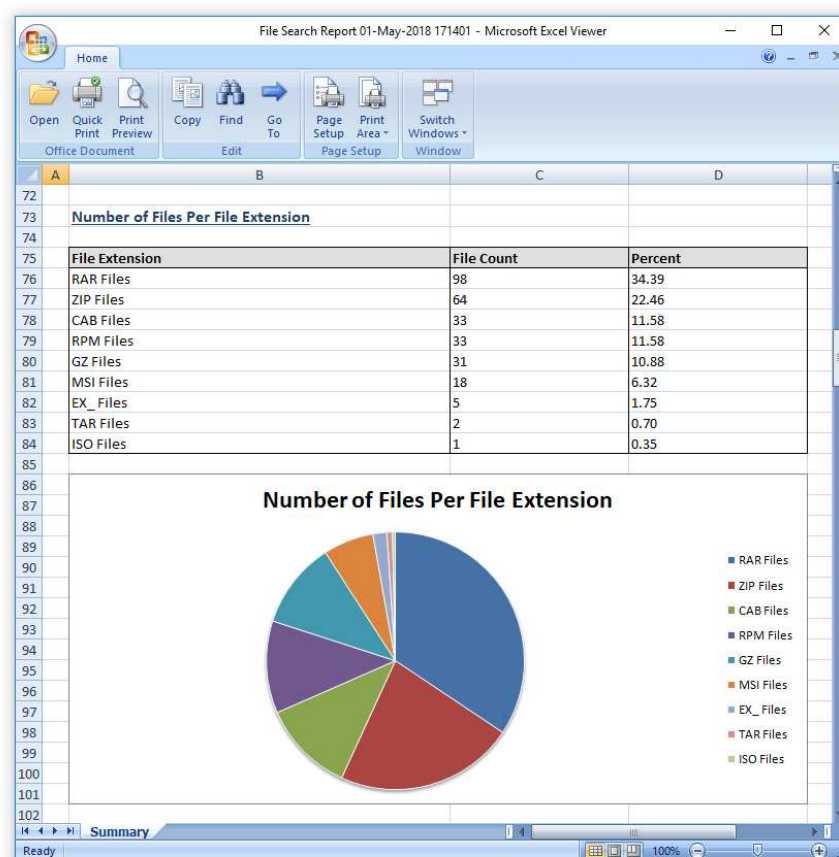 File Search Report 01-May-2018 171401 - Microsoft Excel Viewer
Home
Open Quick Print Print Preview Copy Find Go To Page Setup Print Area Switch Windows
Office Document Edit Page Setup Window
A B C D
72
73 Number of Files Per File Extension
74
75 File Extension File Count Percent
76 RAR Files 98 34.39
77 ZIP Files 64 22.46
78 CAB Files 33 11.58
79 RPM Files 33 11.58
80 GZ Files 31 10.88
81 MSI Files 18 6.32
82 EX_ Files 5 1.75
83 TAR Files 2 0.70
84 ISO Files 1 0.35
85
86
87 Number of Files Per File Extension
88
89
90 RAR Files
91 ZIP Files
92 CAB Files
93 RPM Files
94 GZ Files
95
96 MSI Files
97 EX_ Files
98 TAR Files
99 ISO Files
100
101
102
Summary
Ready 100%